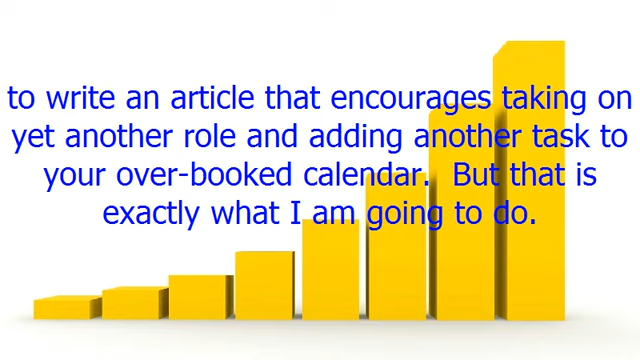 to write an article that encourages taking on
yet another role and adding another task to
your over-booked calendar.  But that is
exactly what I am going to do.